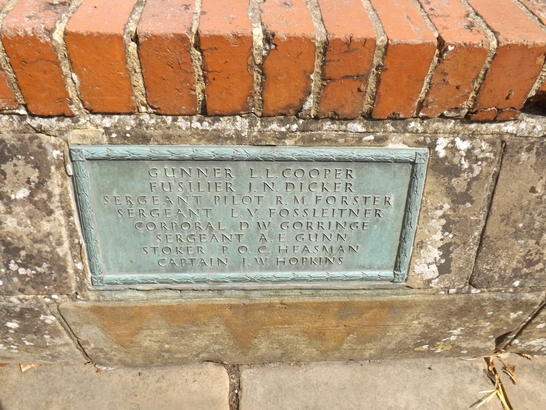 GUNNER L.L. COOPER
FUSILIER J.N. DICKER
SERGEANT PILOT R.M. FORSTER
SERGEANT L.V. FOSSLEITNER
CORPORAL D.W. GORRINGE
SERGEANT A.E. GUNN
STOKER P.O. C. HEASMAN
CAPTAIN J.W. HOPKINS